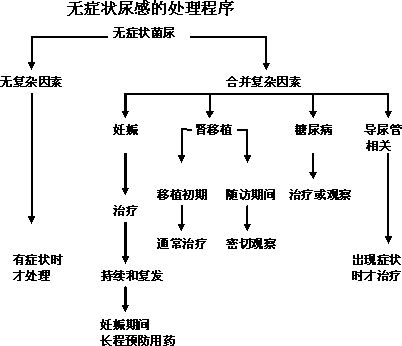 无症状尿感的处理程序
无症状菌尿
无复杂因素
合并复杂因素
妊娠
肾移植
糖尿病
导尿管
相关
移植初期
随访期间
治疗或观察
治疗
通常治疗
密切观察
有症状时
才处理
持续和复发
出现症状
时才治疗
妊娠期间
长程预防用药